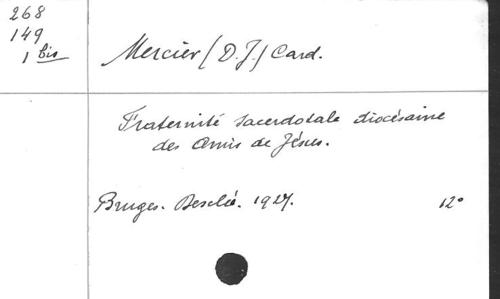 268
149
1 bis
Mercier (D. J.) Card.
Fraternité sacerdotale diocésaine
des Amis de Jésus.
Bruges. Desclée. 1927. 12°